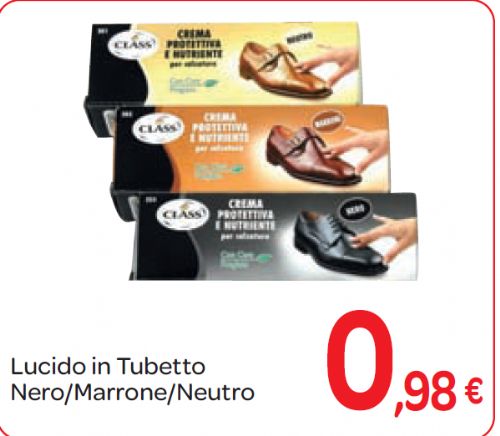 CLASS
CREMA
PROTETTIVA
E NUTRIENTE
per calzature
NEUTRO
CLASS
CREMA
PROTETTIVA
E NUTRIENTE
per calzature
MARRONE
CLASS
CREMA
PROTETTIVA
E NUTRIENTE
per calzature
NERO
Lucido in Tubetto
Nero/Marrone/Neutro
0,98 €